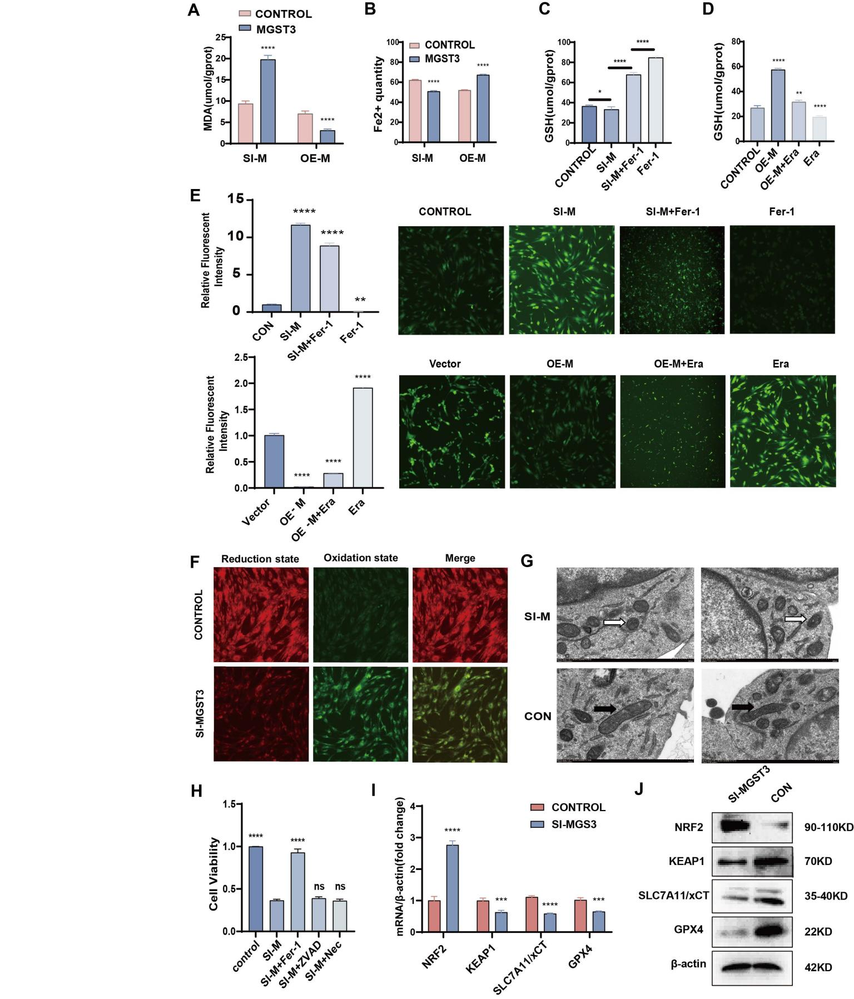 A
CONTROL
MGST3
MDA(umol/gprot)
25
20
15
10
5
0
****
****
SI-M
OE-M
B
CONTROL
MGST3
Fe2+ quantity
100
80
60
40
20
0
****
****
SI-M
OE-M
C
GSH(umol/gprot)
100
80
60
40
20
0
*
****
****
CONTROL
SI-M
SI-M+Fer-1
Fer-1
D
GSH(umol/gprot)
80
60
40
20
0
****
**
****
CONTROL
OE-M
OE-M+Era
Era
E
Relative Fluorescent
Intensity
15
10
5
0
****
****
**
CON
SI-M
SI-M+Fer-1
Fer-1
CONTROL
SI-M
SI-M+Fer-1
Fer-1
Relative Fluorescent
Intensity
2.5
2.0
1.5
1.0
0.5
0.0
****
****
****
Vector
OE- M
OE -M+Era
Era
Vector
OE-M
OE-M+Era
Era
F
Reduction state
Oxidation state
Merge
CONTROL
SI-MGST3
G
SI-M
CON
H
Cell Viability
1.5
1.0
0.5
0.0
****
****
ns
ns
control
SI-M
SI-M+Fer-1
SI-M+ZVAD
SI-M+Nec
I
mRNA/β-actin(fold change)
4
3
2
1
0
CONTROL
SI-MGS3
****
***
****
***
NRF2
KEAP1
SLC7A11/xCT
GPX4
J
SI-MGST3
CON
NRF2
90-110KD
KEAP1
70KD
SLC7A11/xCT
35-40KD
GPX4
22KD
β-actin
42KD